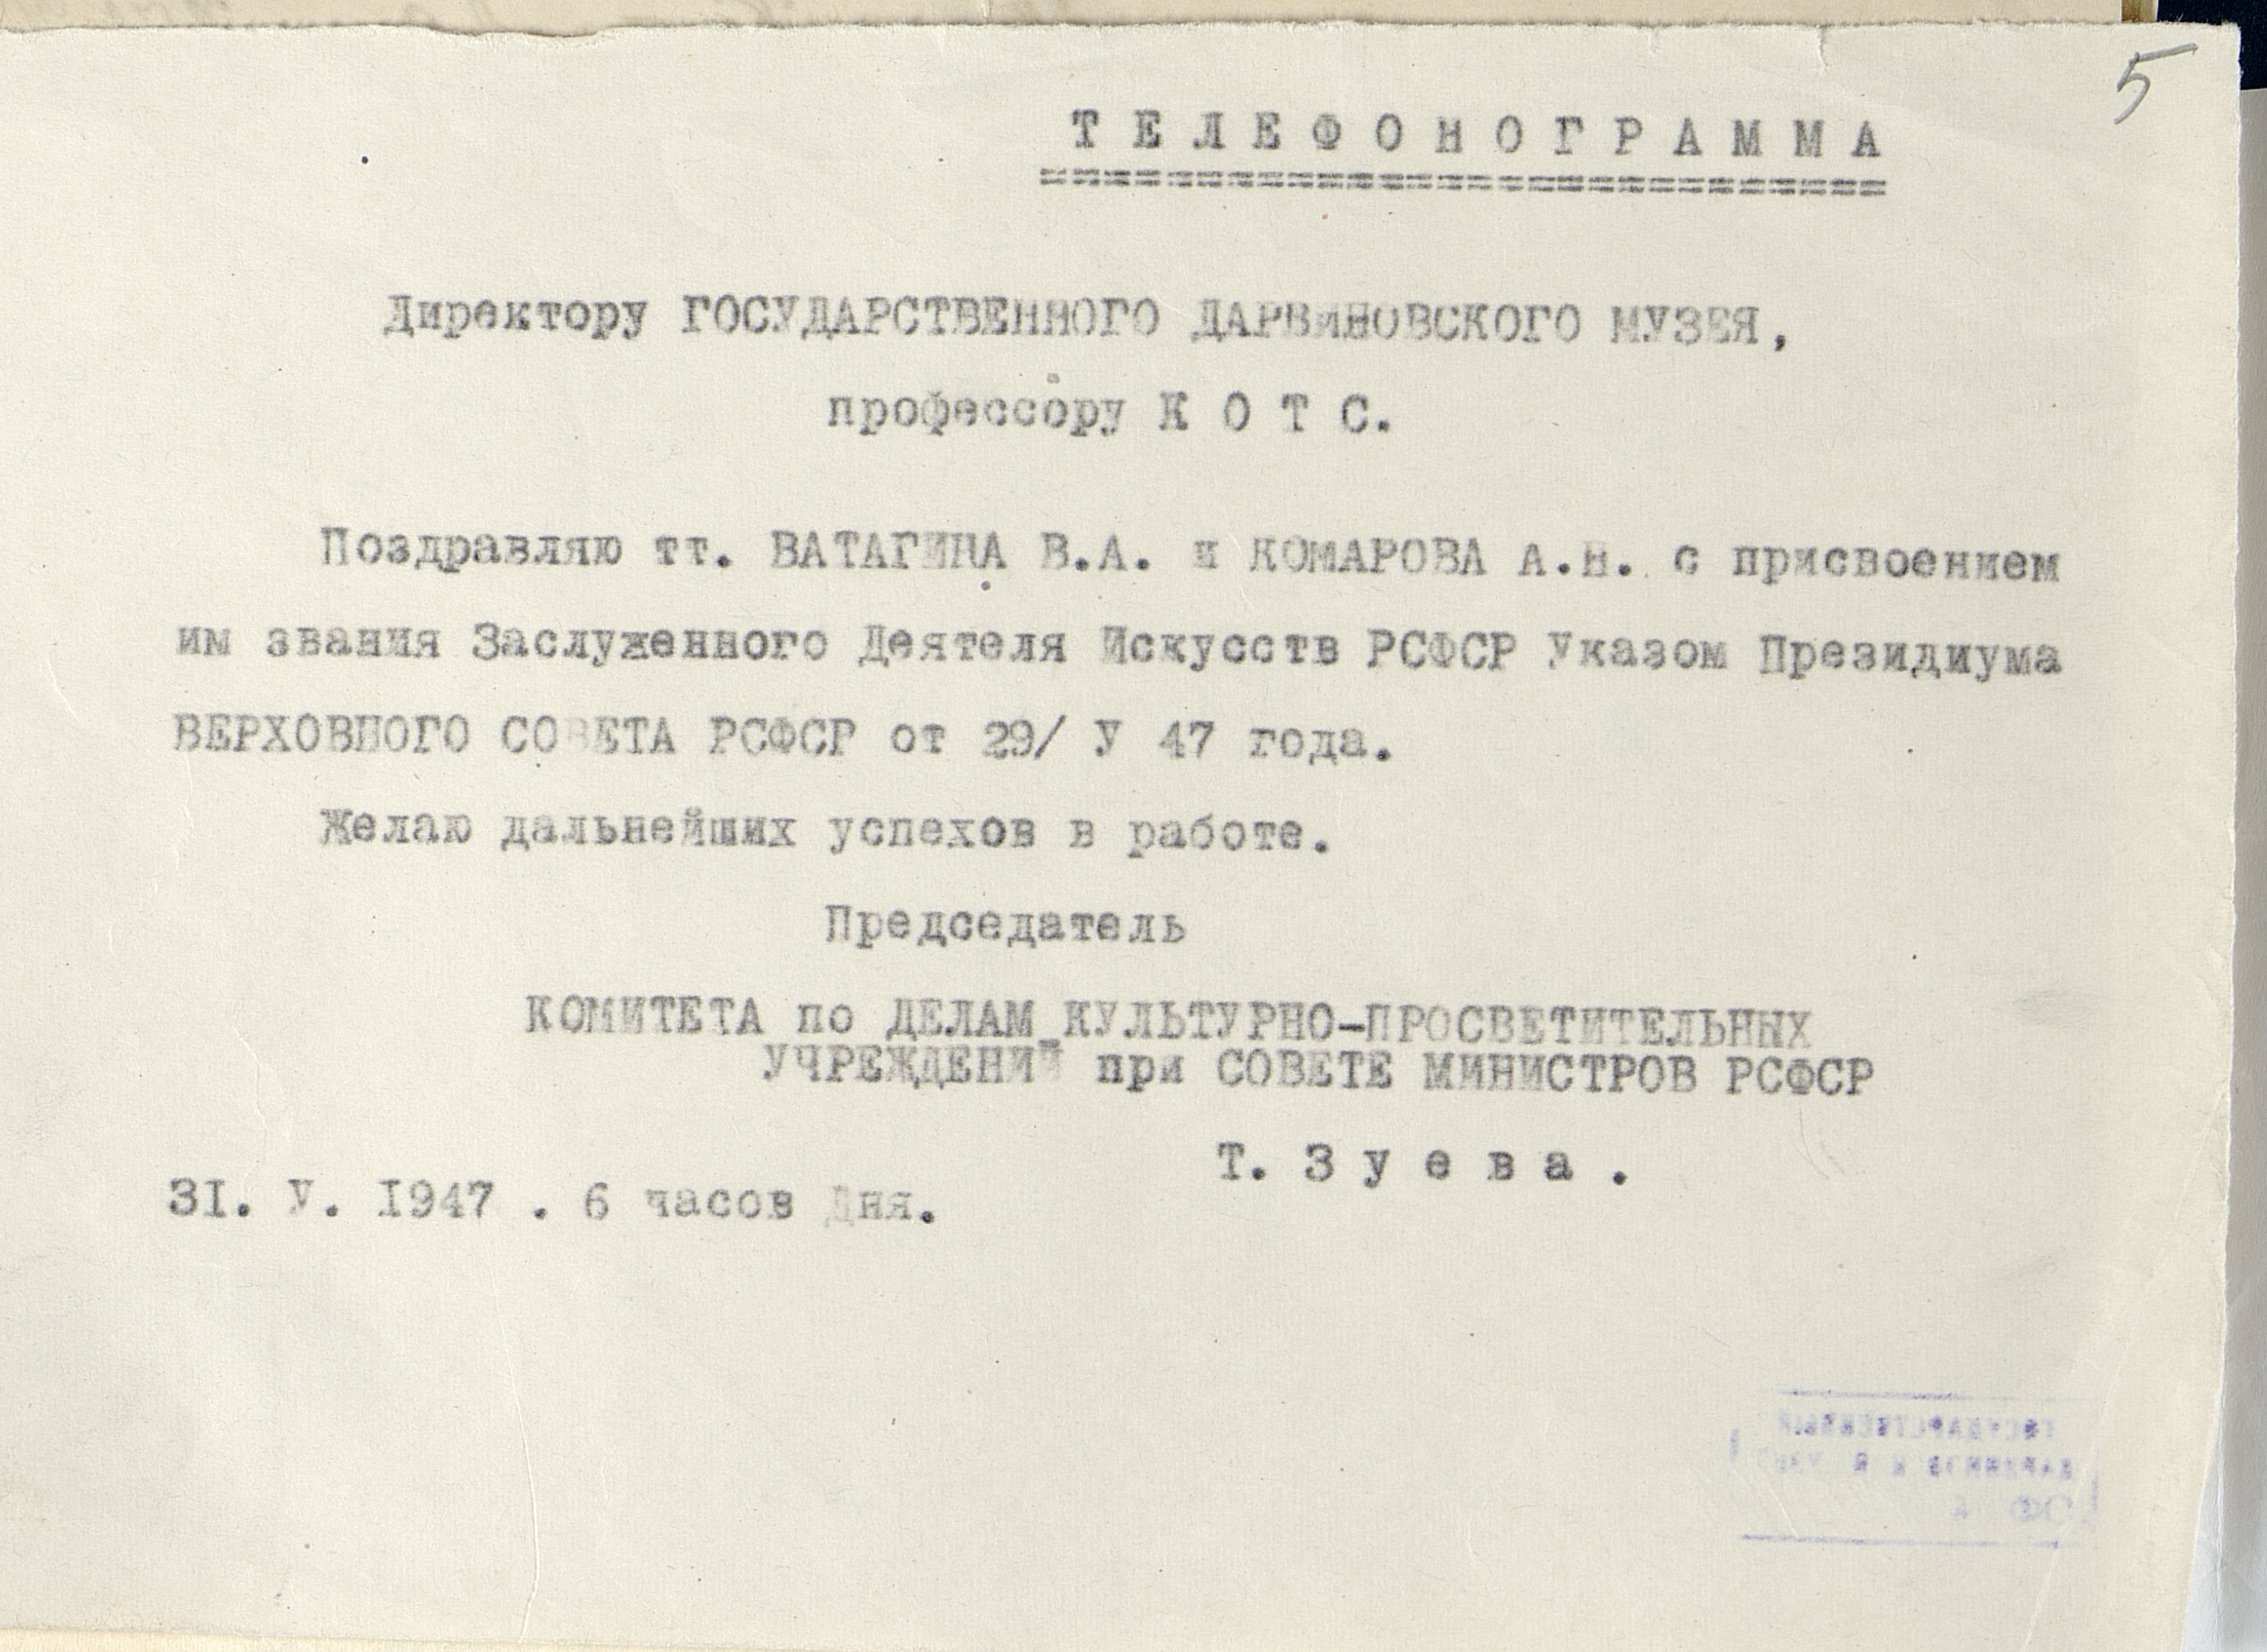 5
ТЕЛЕФОНОГРАММА
==============
Директору ГОСУДАРСТВЕННОГО ДАРВИНОВСКОГО МУЗЕЯ,
профессору К О Т С.
Поздравляю тт. ВАТАГИНА В.А. и КОМАРОВА А.Н. с присвоением
им звания Заслуженного Деятеля Искусств РСФСР Указом Президиума
ВЕРХОВНОГО СОВЕТА РСФСР от 29/ У 47 года.
Желаю дальнейших успехов в работе.
Председатель
КОМИТЕТА по ДЕЛАМ КУЛЬТУРНО-ПРОСВЕТИТЕЛЬНЫХ
УЧРЕЖДЕНИЙ при СОВЕТЕ МИНИСТРОВ РСФСР
Т. З у е в а .
31. У. 1947 . 6 часов Дня.
ГОСУДАРСТВЕННЫЙ